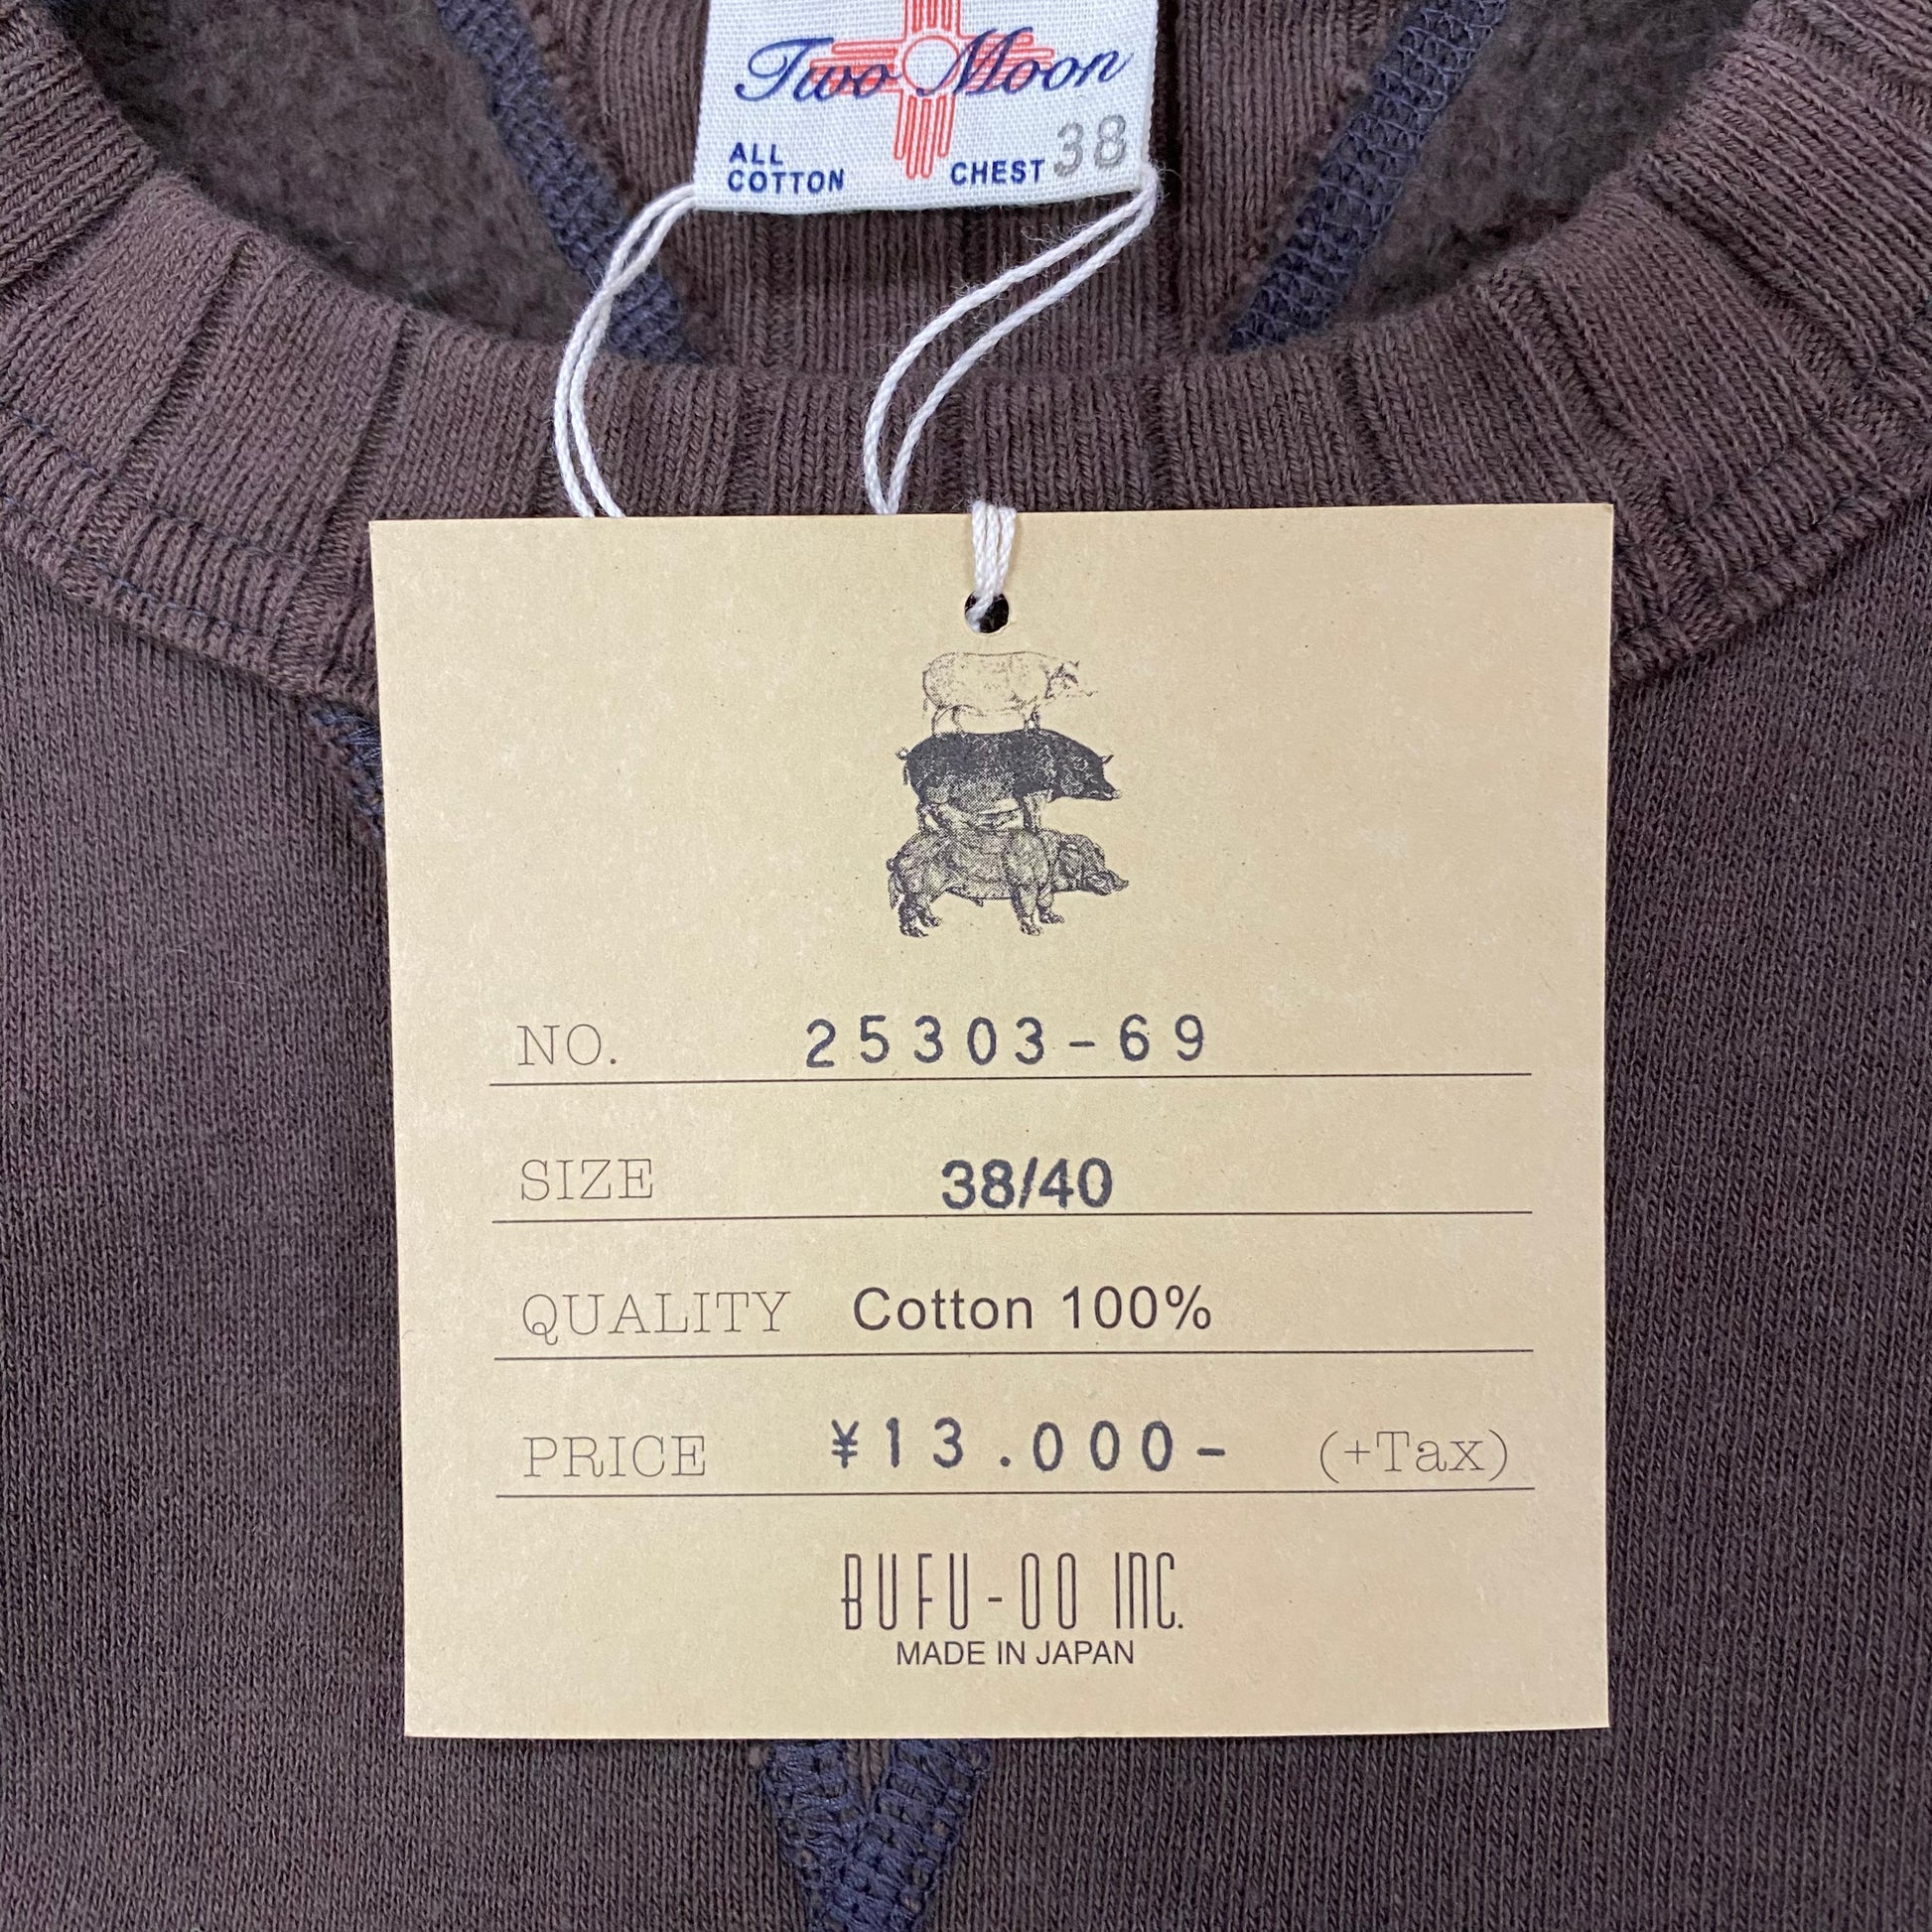 Two Moon
ALL
COTTON CHEST 38
NO. 25303-69
SIZE 38/40
QUALITY Cotton 100%
PRICE ¥13.000- (+Tax)
BUFU-OO INC.
MADE IN JAPAN